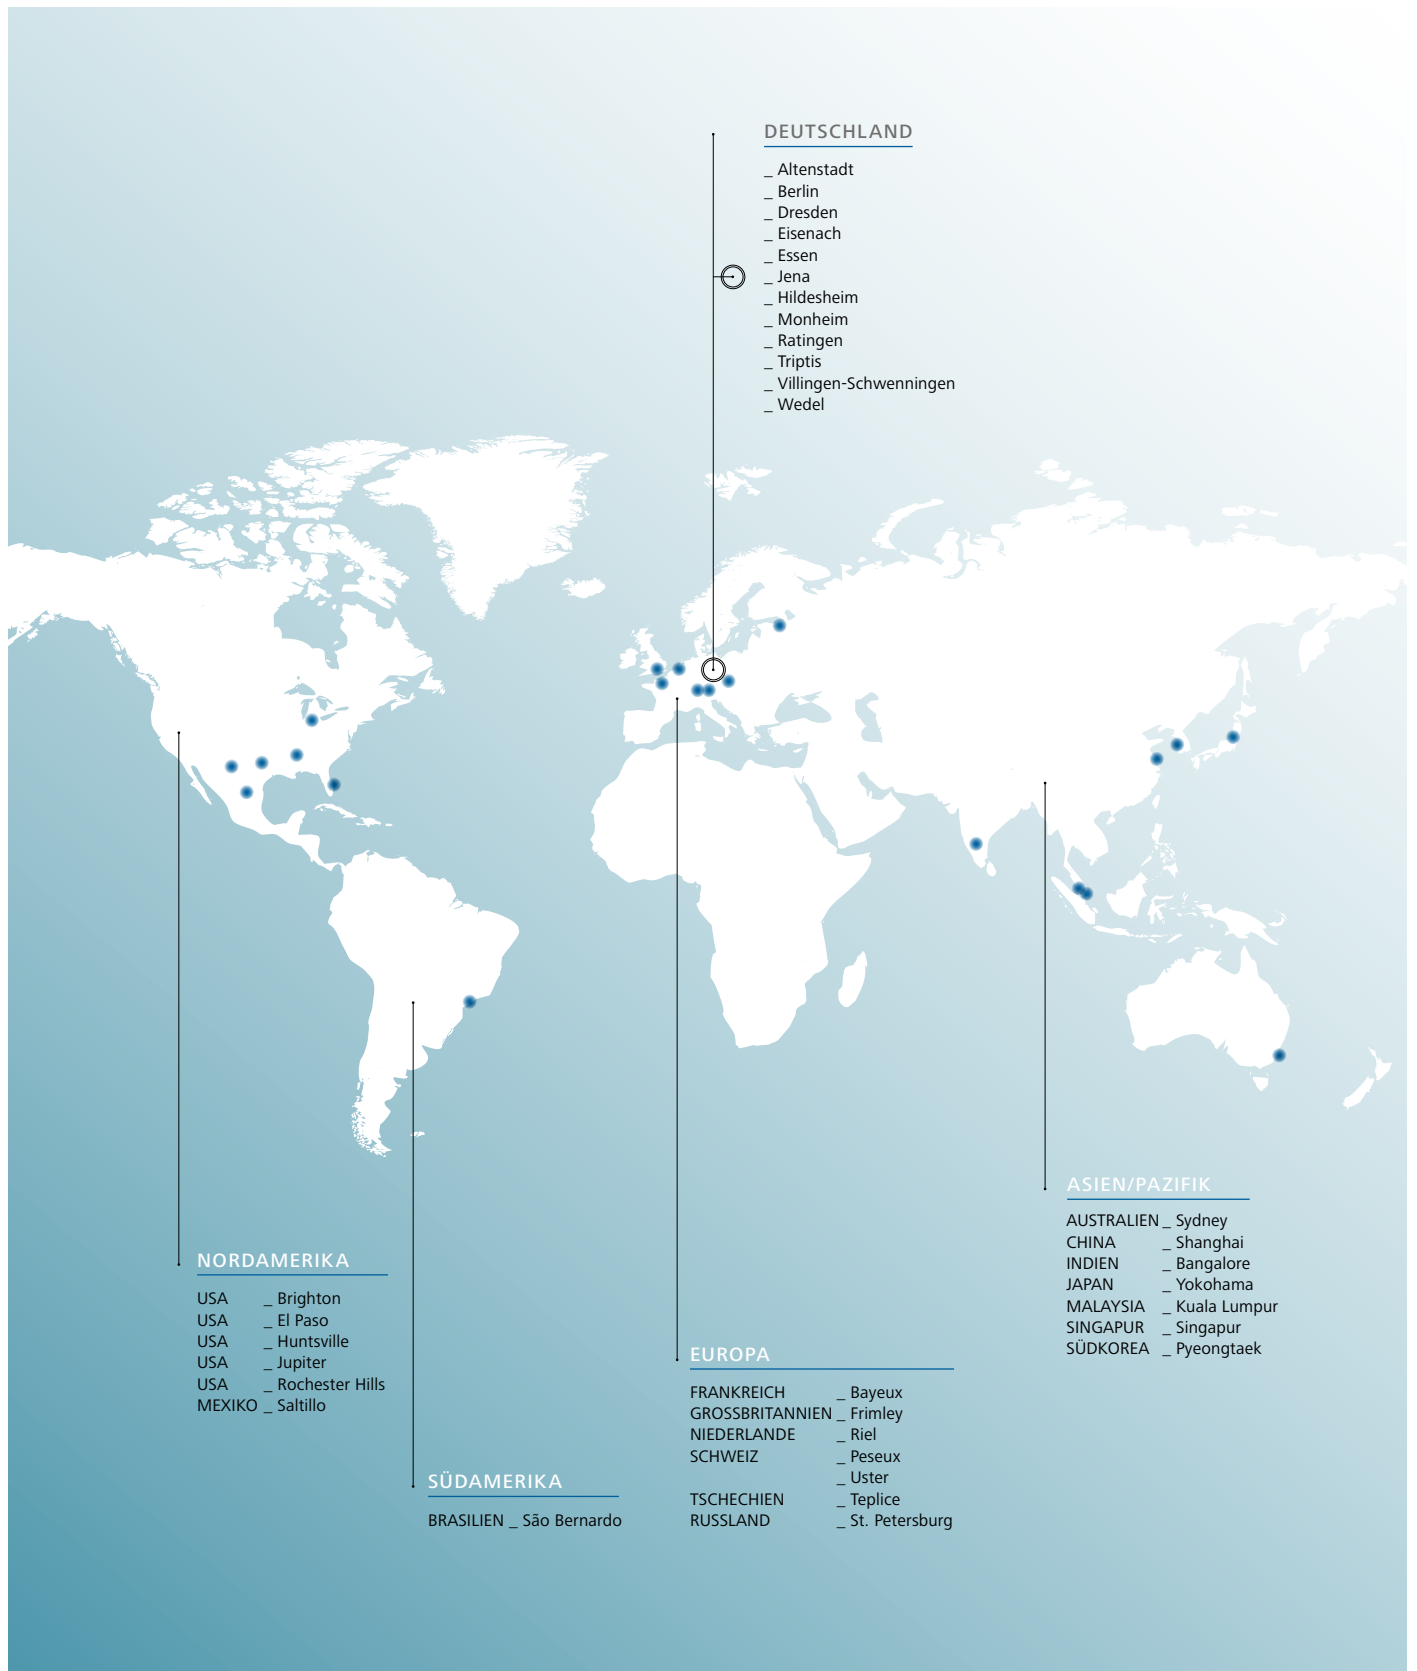 DEUTSCHLAND
_ Altenstadt
_ Berlin
_ Dresden
_ Eisenach
_ Essen
_ Jena
_ Hildesheim
_ Monheim
_ Ratingen
_ Triptis
_ Villingen-Schwenningen
_ Wedel
NORDAMERIKA
USA _ Brighton
USA _ El Paso
USA _ Huntsville
USA _ Jupiter
USA _ Rochester Hills
MEXIKO _ Saltillo
SÜDAMERIKA
BRASILIEN _ São Bernardo
EUROPA
FRANKREICH _ Bayeux
GROSSBRITANNIEN _ Frimley
NIEDERLANDE _ Riel
SCHWEIZ _ Peseux
_ Uster
TSCHECHIEN _ Teplice
RUSSLAND _ St. Petersburg
ASIEN/PAZIFIK
AUSTRALIEN _ Sydney
CHINA _ Shanghai
INDIEN _ Bangalore
JAPAN _ Yokohama
MALAYSIA _ Kuala Lumpur
SINGAPUR _ Singapur
SÜDKOREA _ Pyeongtaek